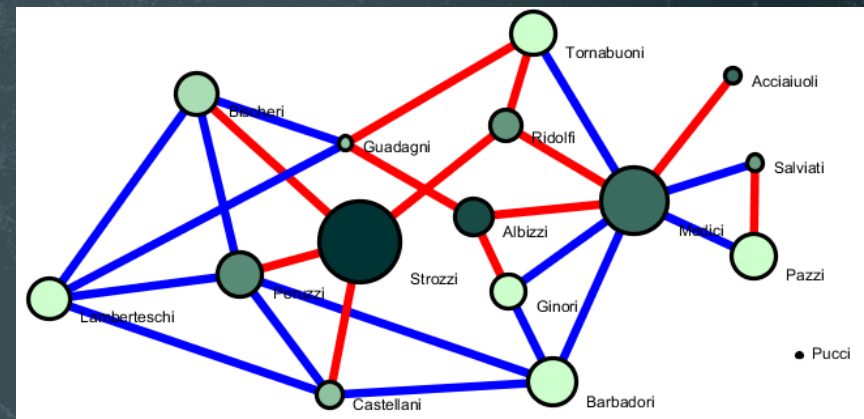 Tornabuoni
Acciaiuoli
Bischeri
Ridolfi
Guadagni
Salviati
Albizzi
Medici
Pazzi
Strozzi
Peruzzi
Ginori
Lamberteschi
Pucci
Castellani
Barbadori